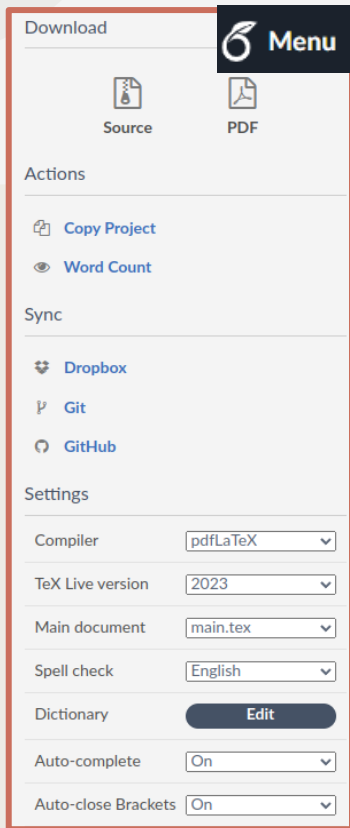 Download
Menu
Source PDF
Actions
Copy Project
Word Count
Sync
Dropbox
Git
GitHub
Settings
Compiler pdfLaTeX
TeX Live version 2023
Main document main.tex
Spell check English
Dictionary Edit
Auto-complete On
Auto-close Brackets On